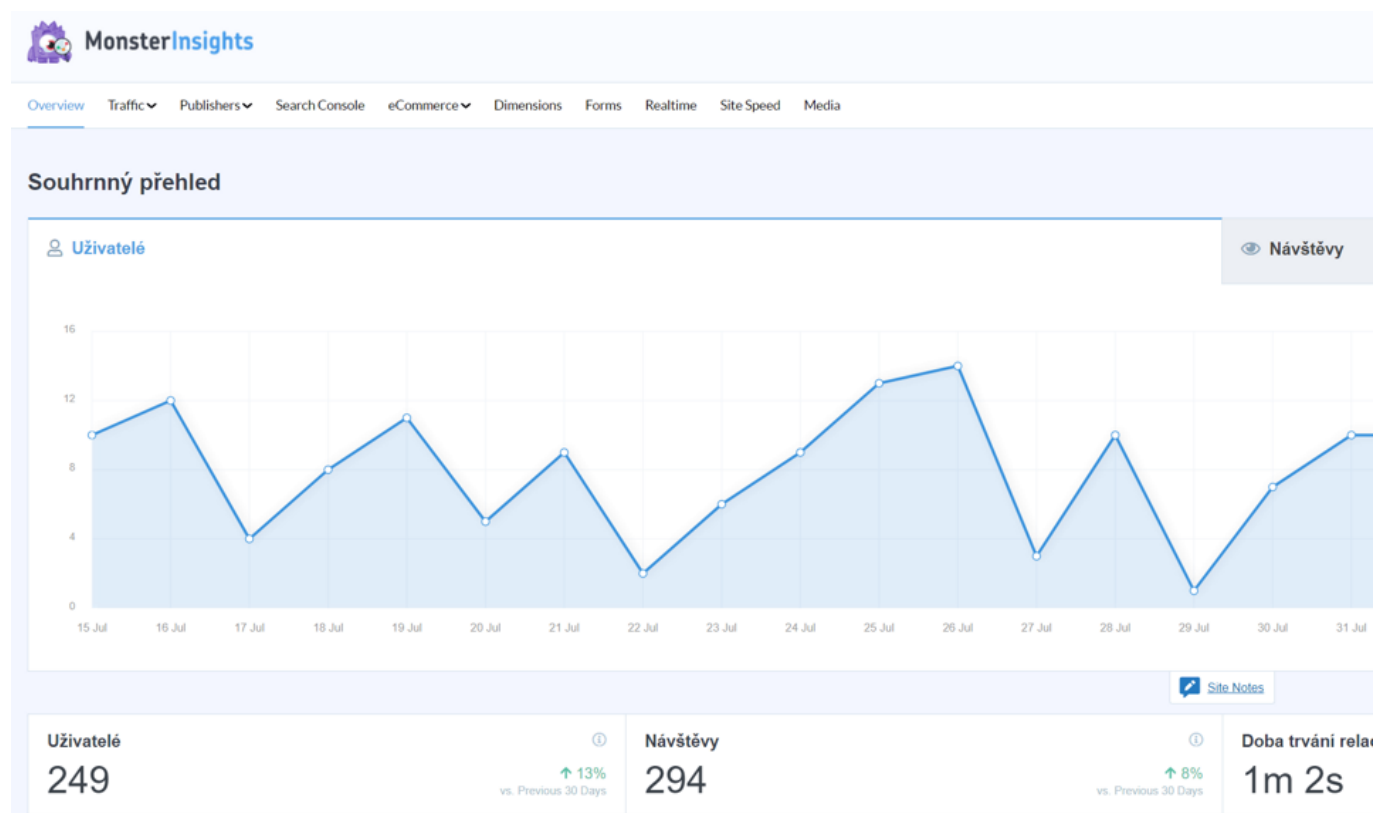 MonsterInsights
Overview Traffic Publishers Search Console eCommerce Dimensions Forms Realtime Site Speed Media
Souhrnný přehled
Uživatelé
Návštěvy
16
12
8
4
0
15 Jul 16 Jul 17 Jul 18 Jul 19 Jul 20 Jul 21 Jul 22 Jul 23 Jul 24 Jul 25 Jul 26 Jul 27 Jul 28 Jul 29 Jul 30 Jul 31 Jul
Site Notes
Uživatelé
249
13%
vs. Previous 30 Days
Návštěvy
294
8%
vs. Previous 30 Days
Doba trvání
1m 2s